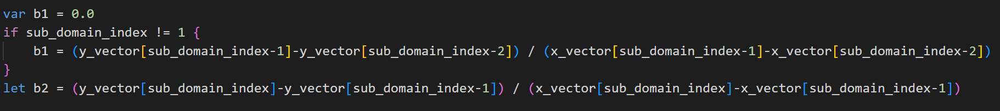 var b1 = 0.0
if sub_domain_index != 1 {
    b1 = (y_vector[sub_domain_index-1]-y_vector[sub_domain_index-2]) / (x_vector[sub_domain_index-1]-x_vector[sub_domain_index-2])
}
let b2 = (y_vector[sub_domain_index]-y_vector[sub_domain_index-1]) / (x_vector[sub_domain_index]-x_vector[sub_domain_index-1])